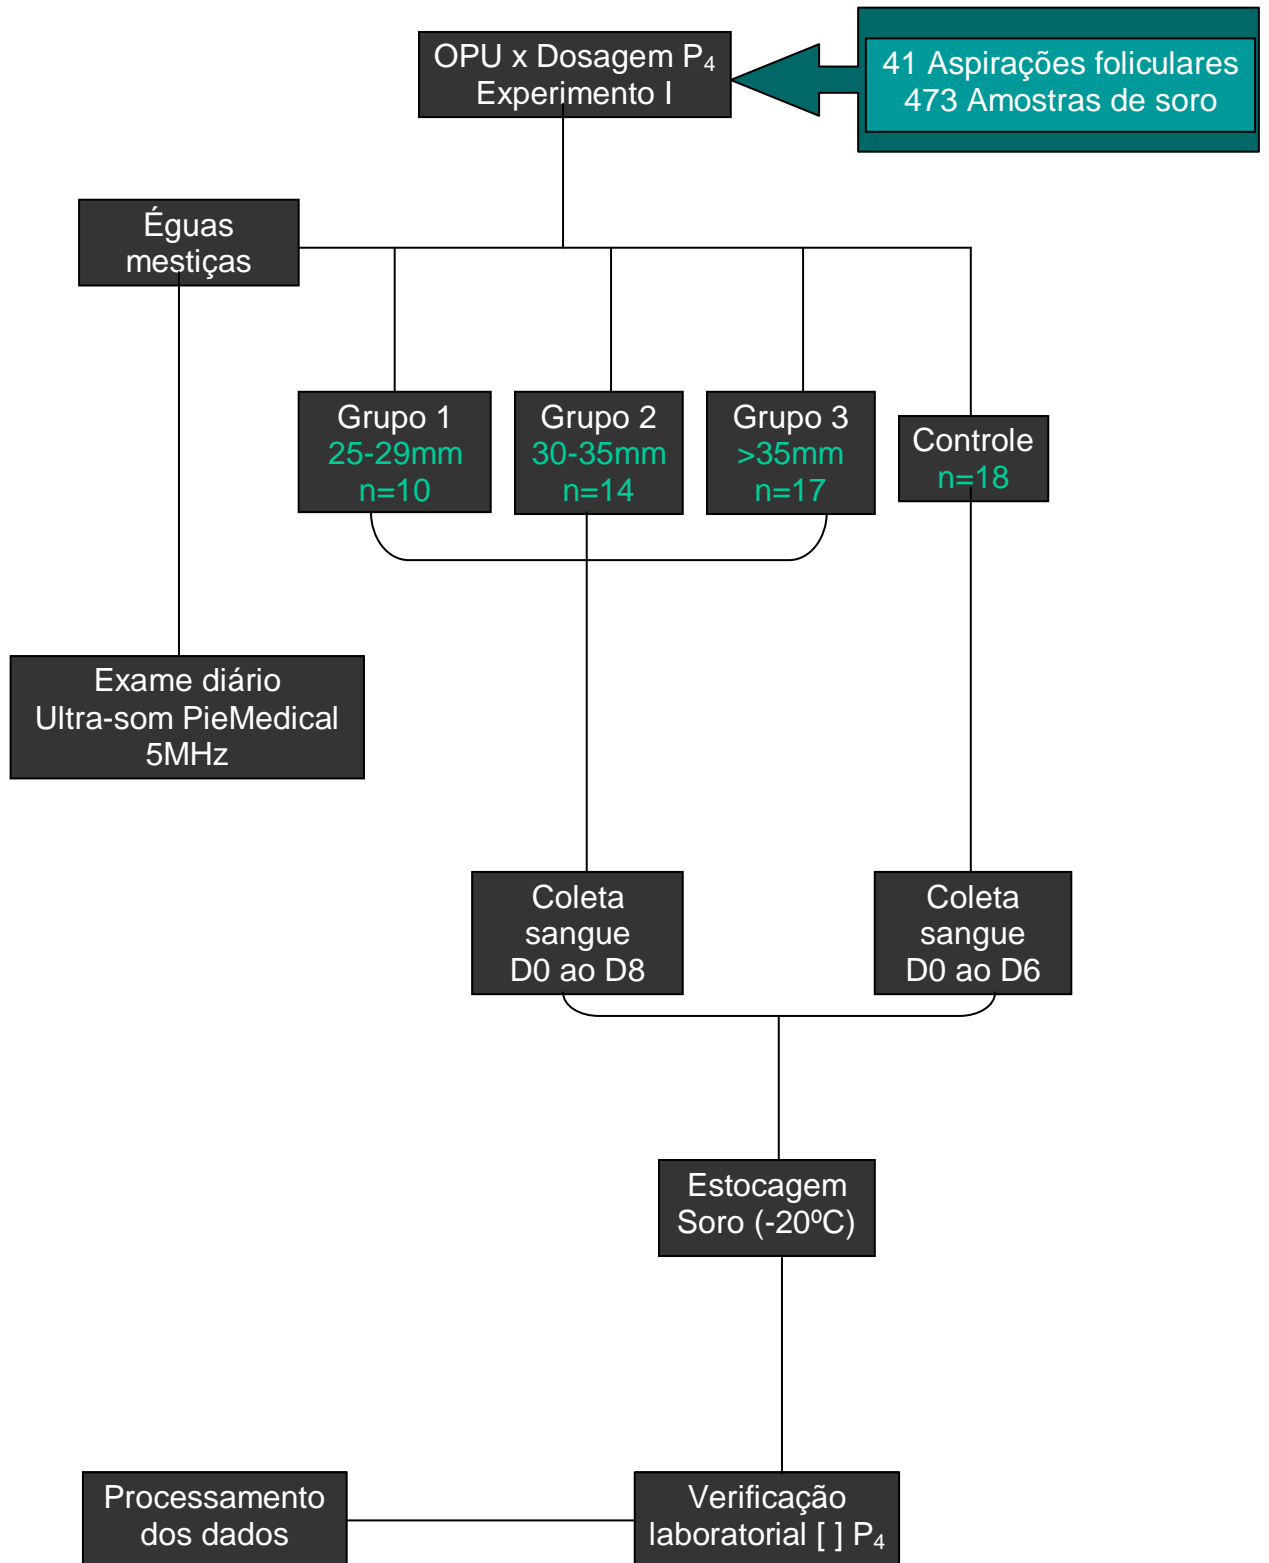 OPU x Dosagem P₄
Experimento I
41 Aspirações foliculares
473 Amostras de soro
Éguas
mestiças
Grupo 1
25-29mm
n=10
Grupo 2
30-35mm
n=14
Grupo 3
>35mm
n=17
Controle
n=18
Exame diário
Ultra-som PieMedical
5MHz
Coleta
sangue
D0 ao D8
Coleta
sangue
D0 ao D6
Estocagem
Soro (-20ºC)
Processamento
dos dados
Verificação
laboratorial [ ] P₄